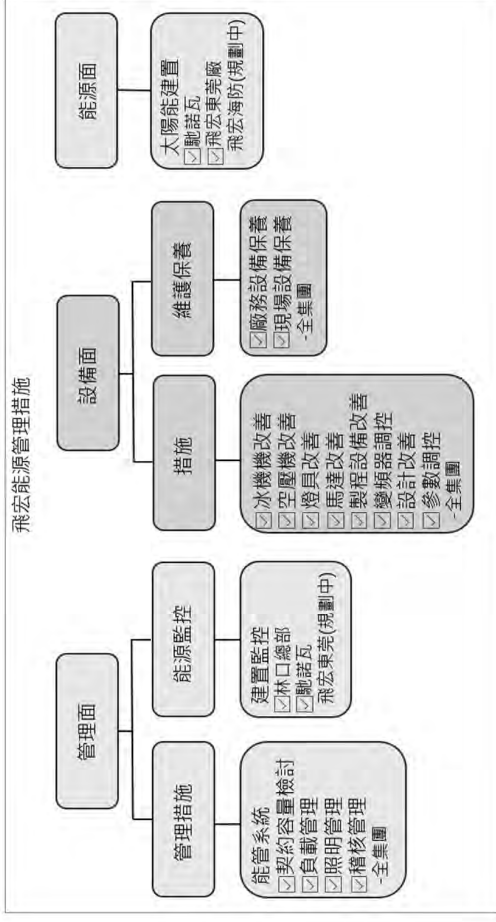 飛宏能源管理措施
管理面
管理措施
能管系統
☑契約容量檢討
☑負載管理
☑照明管理
☑稽核管理
-全集團
能源監控
建置監控
☑林口總部
☑馳諾瓦
飛宏東莞(規劃中)
設備面
措施
☑冰機機改善
☑空壓機改善
☑燈具改善
☑馬達改善
☑製程設備改善
☑變頻器調控
☑設計改善
☑參數調控
-全集團
維護保養
☑廠務設備保養
☑現場設備保養
-全集團
能源面
太陽能建置
☑馳諾瓦
☑飛宏東莞廠
飛宏海防(規劃中)